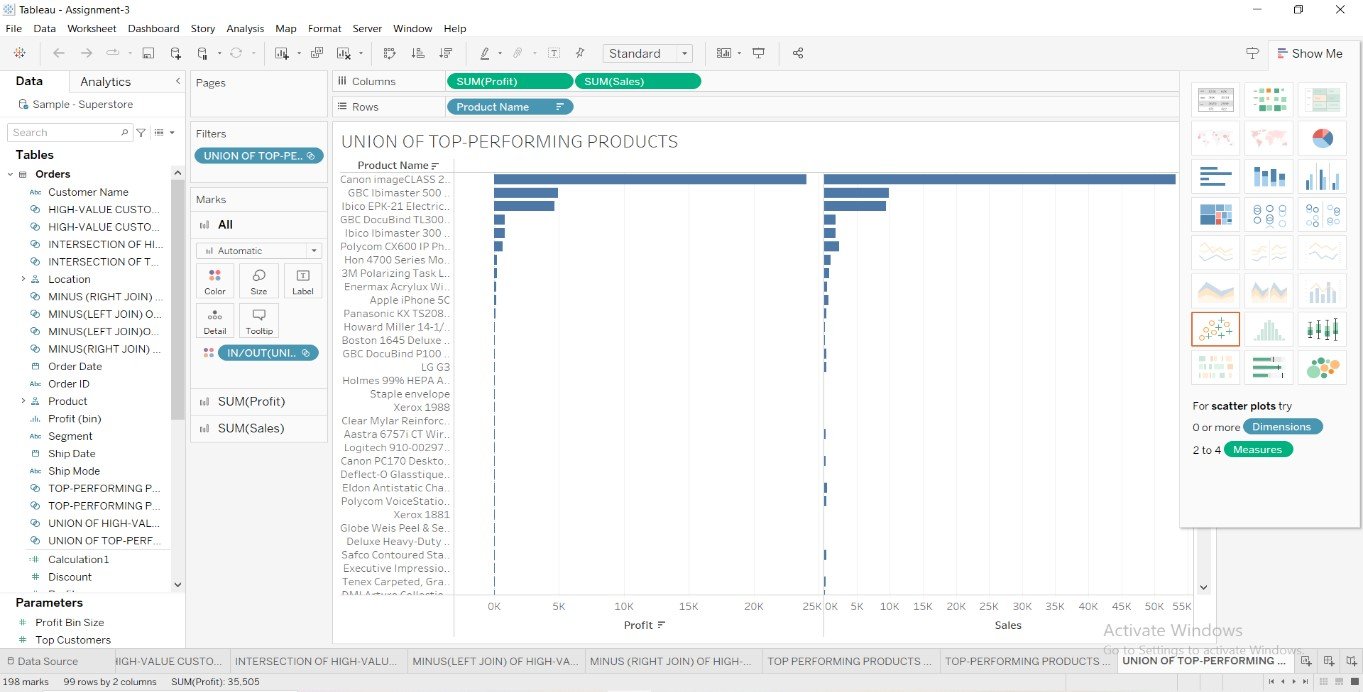 Tableau - Assignment-3
File Data Worksheet Dashboard Story Analysis Map Format Server Window Help
Standard
Show Me
Data Analytics
Sample - Superstore
Search
Tables
Orders
Abc Customer Name
HIGH-VALUE CUSTO...
HIGH-VALUE CUSTO...
INTERSECTION OF HI...
INTERSECTION OF T...
Location
MINUS (RIGHT JOIN) ...
MINUS(LEFT JOIN) O...
MINUS(LEFT JOIN)O...
MINUS(RIGHT JOIN) ...
Order Date
Abc Order ID
Product
Profit (bin)
Abc Segment
Ship Date
Abc Ship Mode
TOP-PERFORMING P...
TOP-PERFORMING P...
UNION OF HIGH-VAL...
UNION OF TOP-PERF...
Calculation1
Discount
Parameters
Profit Bin Size
Top Customers
Pages
Filters
UNION OF TOP-PE..
Marks
All
Automatic
Color Size Label
Detail Tooltip
IN/OUT(UNI..
SUM(Profit)
SUM(Sales)
Columns SUM(Profit) SUM(Sales)
Rows Product Name
UNION OF TOP-PERFORMING PRODUCTS
Product Name
Canon imageCLASS 2..
GBC Ibimaster 500 ..
Ibico EPK-21 Electric..
GBC DocuBind TL300..
Ibico Ibimaster 300 ..
Polycom CX600 IP Ph..
Hon 4700 Series Mo..
3M Polarizing Task L..
Enermax Acrylux Wi..
Apple iPhone 5C
Panasonic KX TS208..
Howard Miller 14-1/..
Boston 1645 Deluxe ..
GBC DocuBind P100 ..
LG G3
Holmes 99% HEPA A..
Staple envelope
Xerox 1988
Clear Mylar Reinforc..
Aastra 6757i CT Wir..
Logitech 910-00297..
Canon PC170 Deskto..
Deflect-O Glasstique..
Eldon Antistatic Cha..
Polycom VoiceStatio..
Xerox 1881
Globe Weis Peel & Se..
Deluxe Heavy-Duty ..
Safco Contoured Sta..
Executive Impressio..
Tenex Carpeted, Gra..
0K 5K 10K 15K 20K 25K 0K 5K 10K 15K 20K 25K 30K 35K 40K 45K 50K 55K
Profit Sales
For scatter plots try
0 or more Dimensions
2 to 4 Measures
Activate Windows
Go to Settings to activate Windows.
Data Source HIGH-VALUE CUSTO... INTERSECTION OF HIGH-VALU... MINUS(LEFT JOIN) OF HIGH-VA... MINUS (RIGHT JOIN) OF HIGH-... TOP PERFORMING PRODUCTS ... TOP-PERFORMING PRODUCTS ... UNION OF TOP-PERFORMING ...
198 marks 99 rows by 2 columns SUM(Profit): 35,505